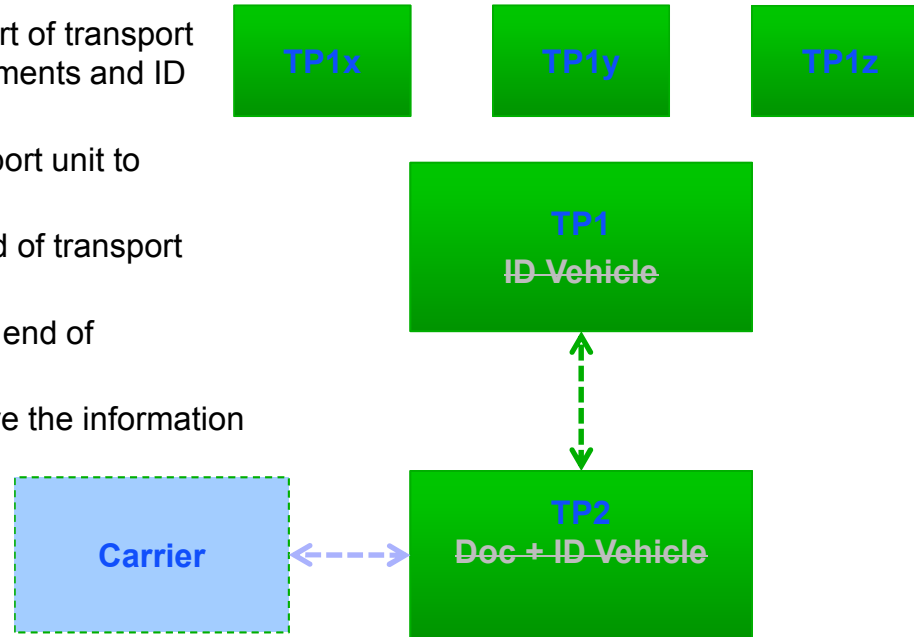 rt of transport
ments and ID
port unit to
d of transport
end of
e the information
TP1x
TP1y
TP1z
TP1
ID Vehicle
TP2
Doc + ID Vehicle
Carrier